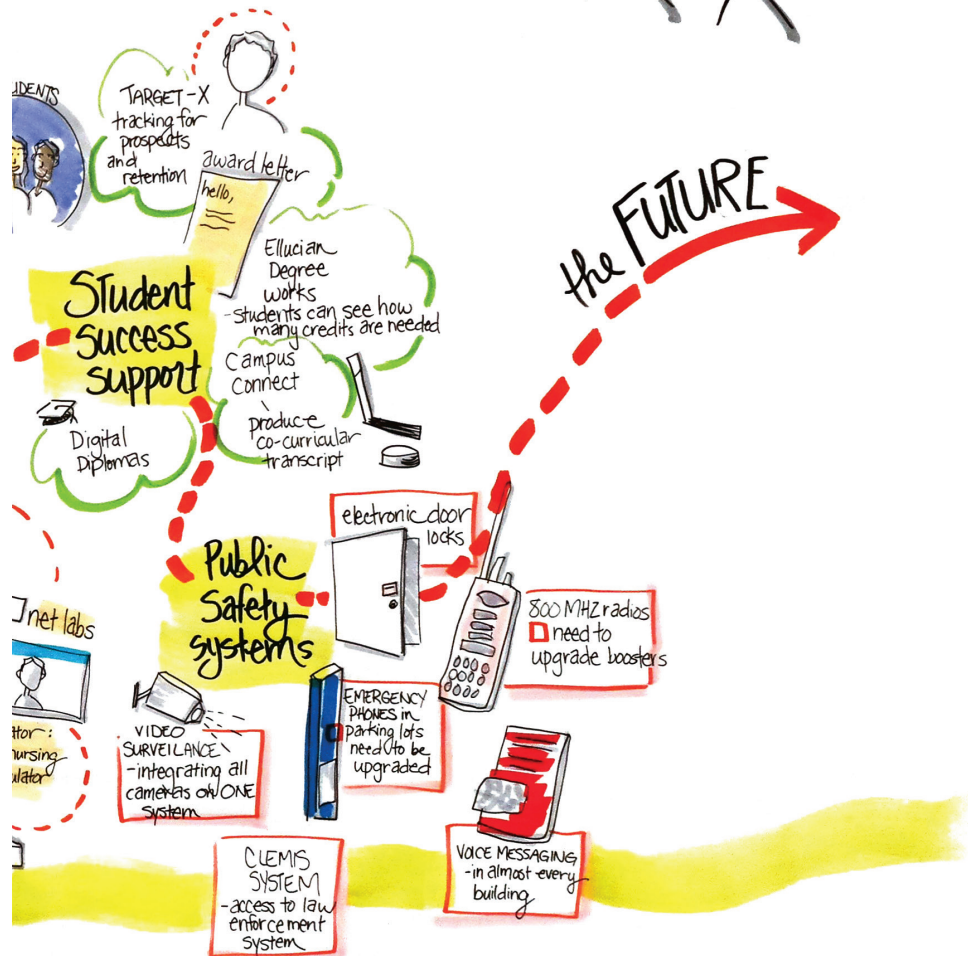 UDENTS
TARGET-X
tracking for
prospects
and
retention
award letter
hello,
Ellucian
Degree
works
-students can see how
many credits are needed
Student
success
support
Campus
Connect
\
produce
co-curricular
transcript
Digital
Diplomas
the FUTURE
electronic door
locks
Public
Safety
systems
800 MHZ radios
need to
upgrade boosters
net labs
EMERGENCY
PHONES in
parking lots
need to be
upgraded
VIDEO
SURVEILANCE
-integrating all
cameras on ONE
system
tor:
nursing
ulator
VOICE MESSAGING
-in almost every
building
CLEMIS
SYSTEM
-access to law
enforcement
system